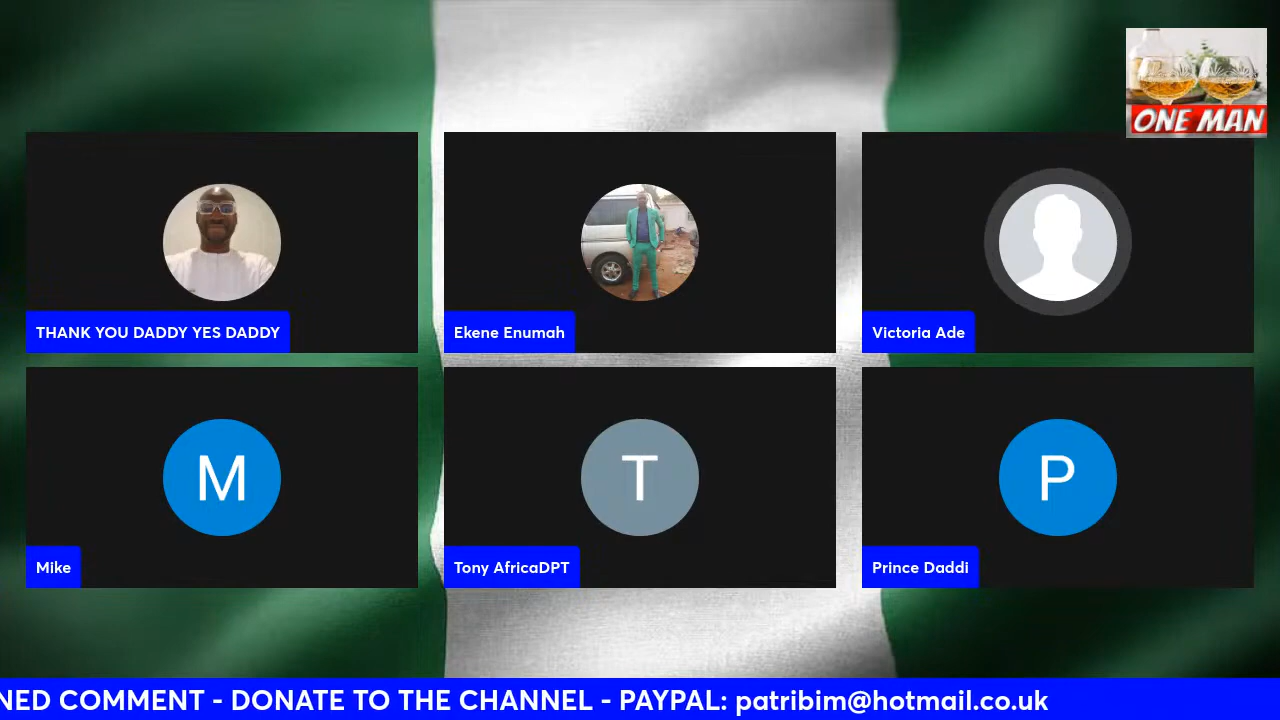 ONE MAN
THANK YOU DADDY YES DADDY
Ekene Enumah
Victoria Ade
M
T
P
Mike
Tony AfricaDPT
Prince Daddi
NED COMMENT - DONATE TO THE CHANNEL - PAYPAL: patribim@hotmail.co.uk